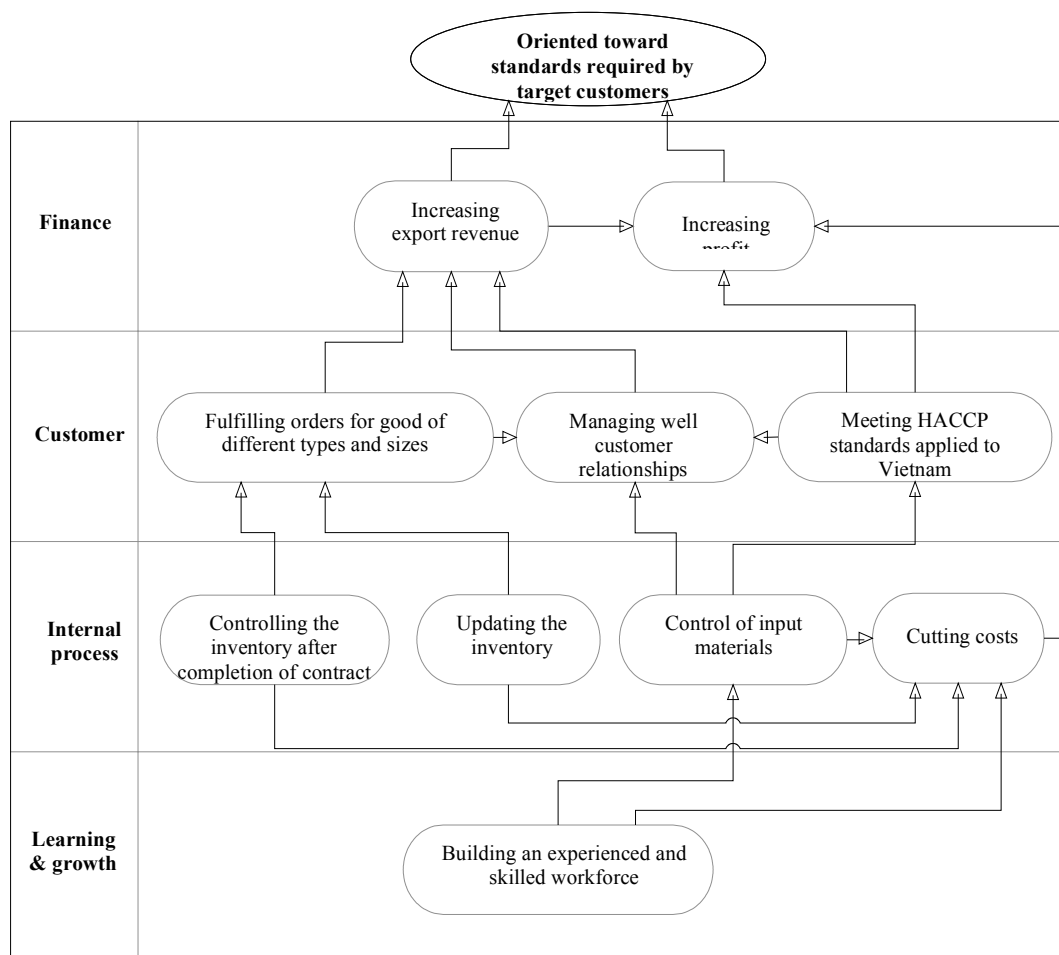 Oriented toward
standards required by
target customers
Finance
Increasing
export revenue
Increasing
profit
Customer
Fulfilling orders for good of
different types and sizes
Managing well
customer
relationships
Meeting HACCP
standards applied to
Vietnam
Internal
process
Controlling the
inventory after
completion of contract
Updating the
inventory
Control of input
materials
Cutting costs
Learning
& growth
Building an experienced and
skilled workforce